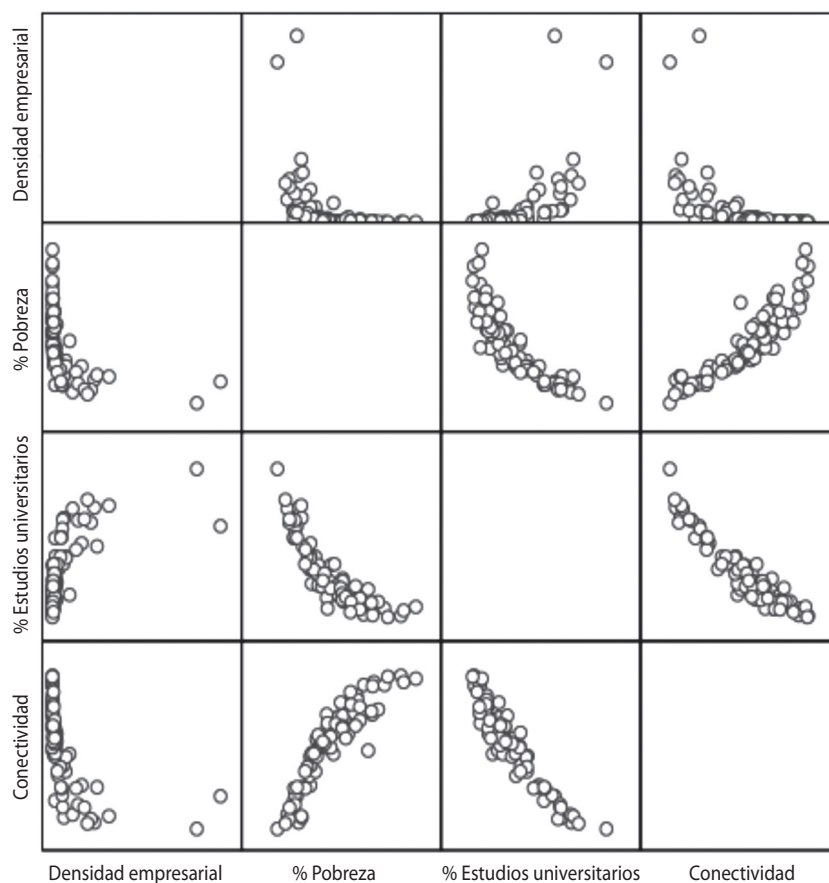 Densidad empresarial
% Pobreza
% Estudios universitarios
Conectividad
Densidad empresarial
% Pobreza
% Estudios universitarios
Conectividad